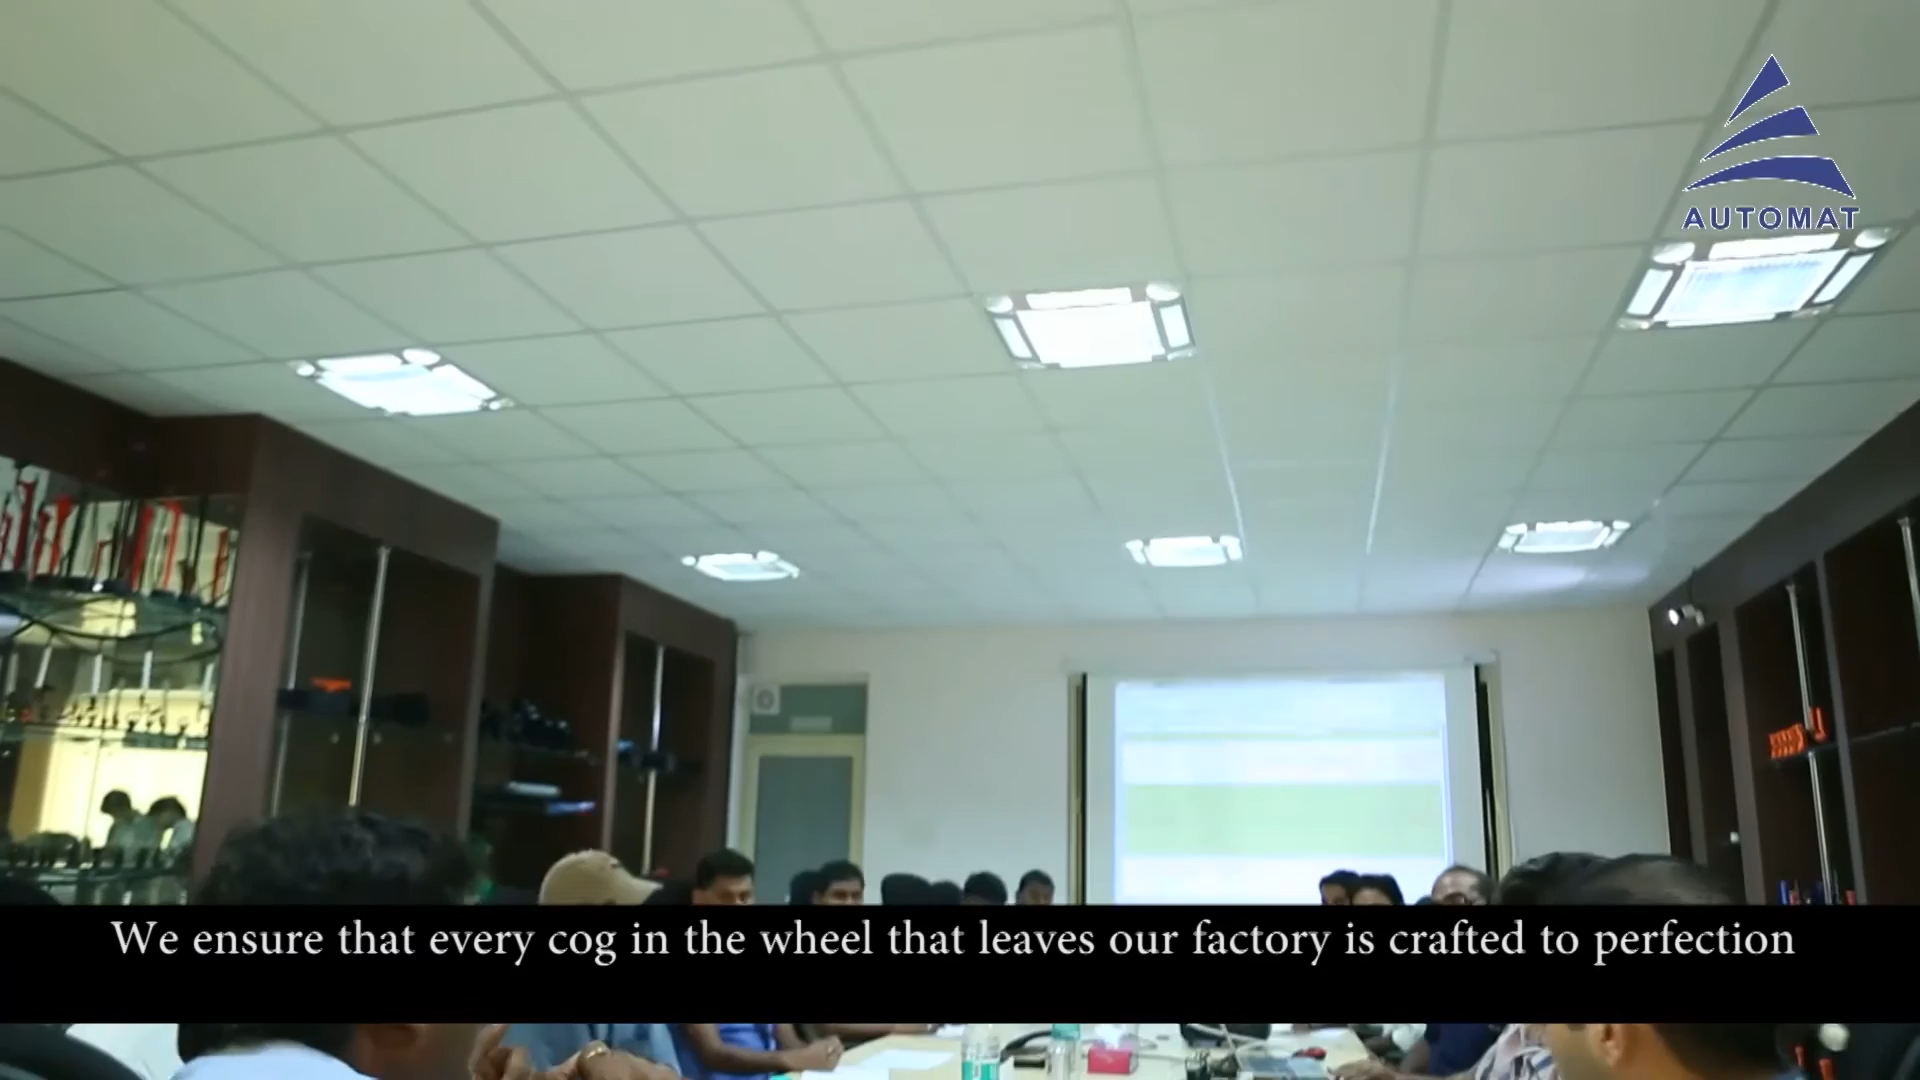 AUTOMAT
We ensure that every cog in the wheel that leaves our factory is crafted to perfection